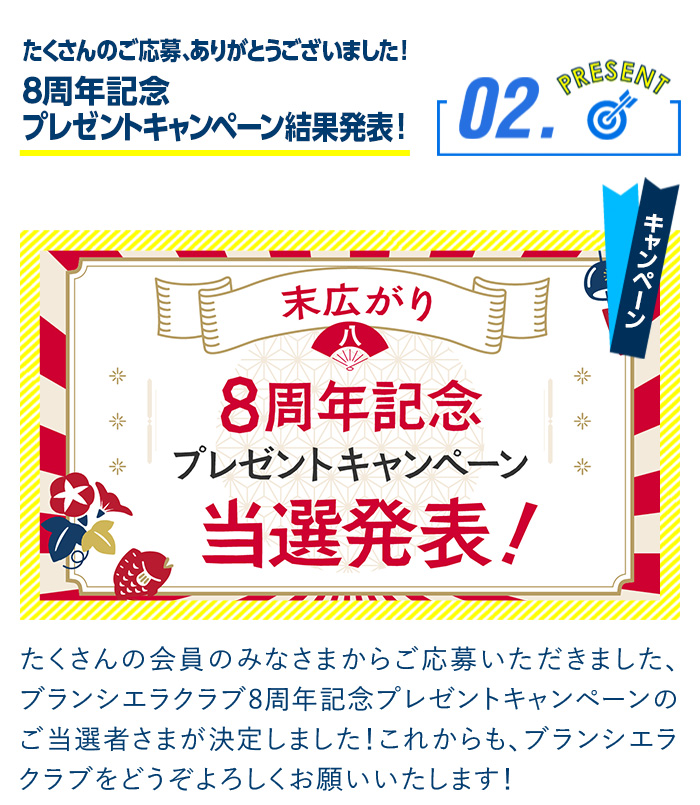 たくさんのご応募、ありがとうございました！
8周年記念
プレゼントキャンペーン結果発表！
02.
PRESENT
キャンペーン
末広がり
八
8周年記念
プレゼントキャンペーン
当選発表！
たくさんの会員のみなさまからご応募いただきました、
ブランシエラクラブ8周年記念プレゼントキャンペーンの
ご当選者さまが決定しました！これからも、ブランシエラ
クラブをどうぞよろしくお願いいたします！